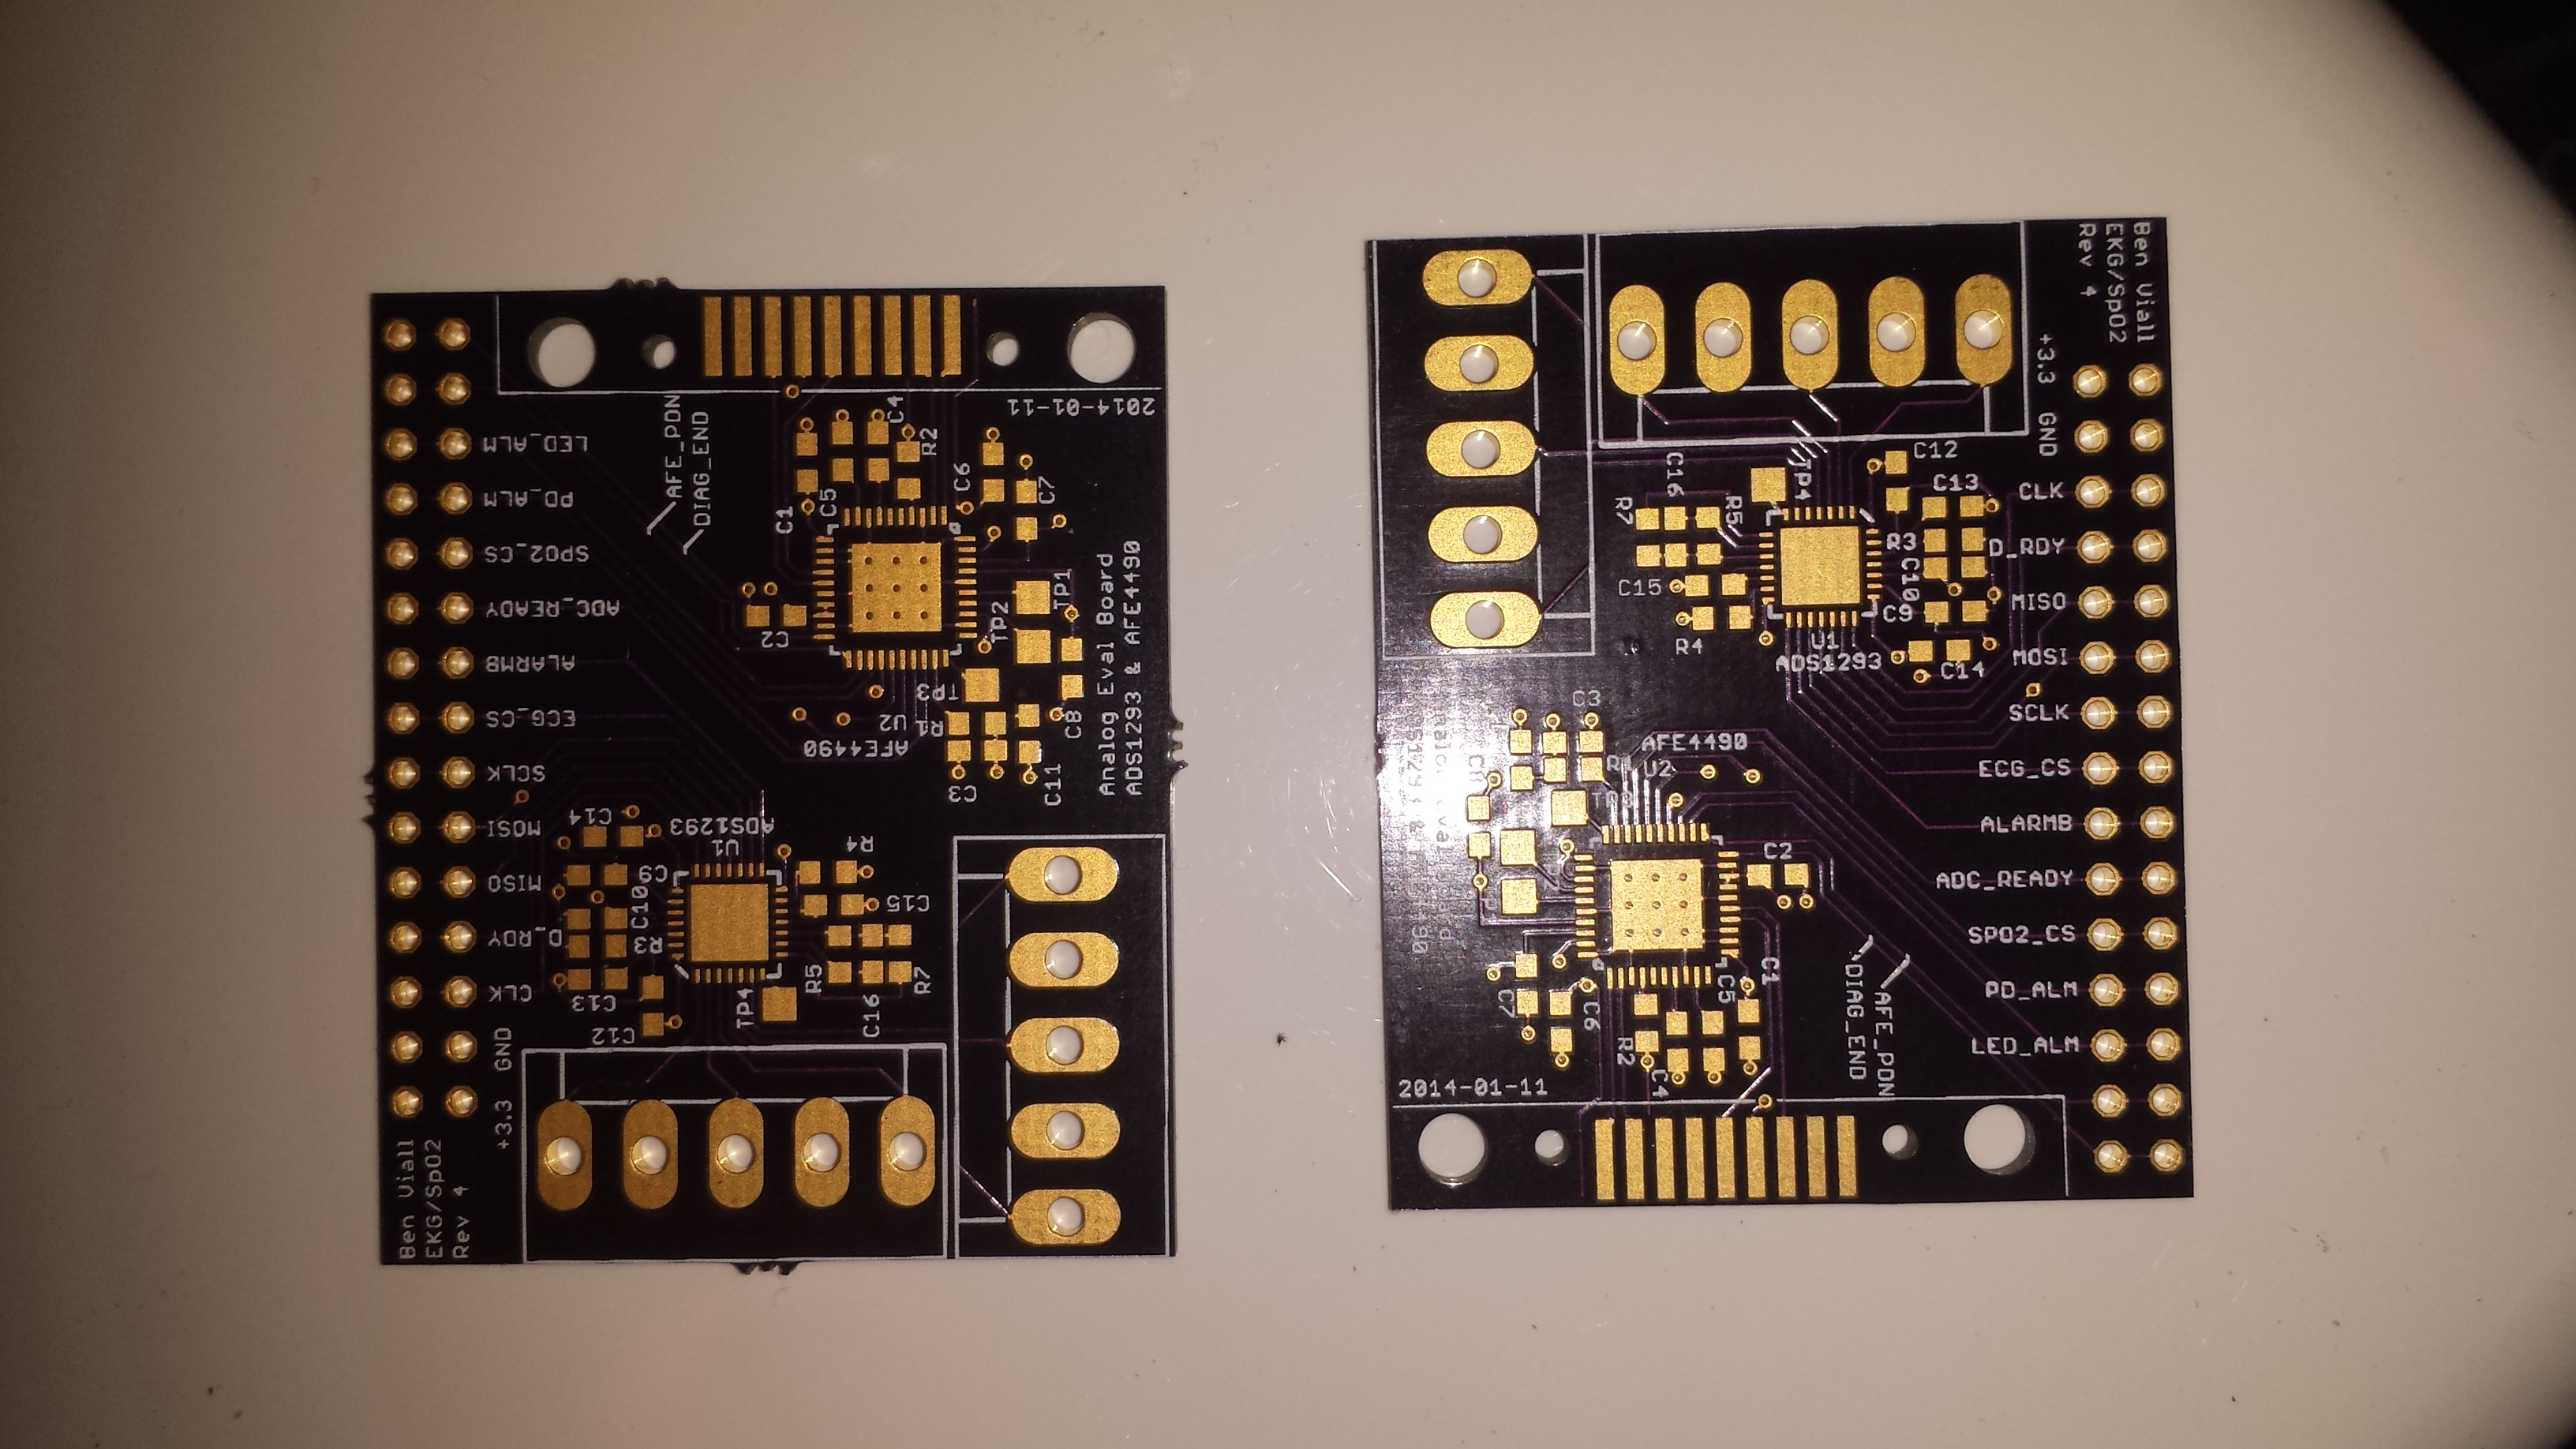 Ben Viall
EKG/SpO2
Rev 4
+3.3 GND
CLK
D_RDY
MISO
MOSI
SCLK
ECG_CS
ALARMB
ADC_READY
SPO2_CS
PD_ALM
LED_ALM
AFE_PDN
DIAG_END
C12
C13
R3
C10
C9
C14
U1
ADS1293
TP4
R5
C16
R7
C15
R4
C2
C1
C5
C4
R2
AFE4490
U2
R1
TP3
C3
C6
TP2
C11
C7
TP1
C8
Analog Eval Board
ADS1293 & AFE4490
2014-01-11
2014-01-11
C7
C6
R2
C4
C5
C1
C2
C3
U2
AFE4490
C15
R7
C16
R4
R5
TP4
U1
ADS1293
C9
C10
R3
C12
C13
C14
DIAG_END
AFE_PDN
LED_ALM
PD_ALM
SPO2_CS
ADC_READY
ALARMB
ECG_CS
SCLK
MOSI
MISO
D_RDY
CLK
GND +3.3
Rev 4
EKG/SpO2
Ben Viall